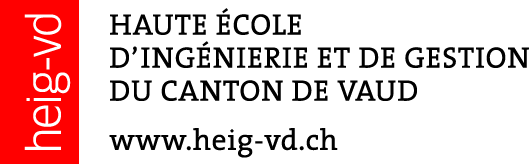 heig-vd
HAUTE ÉCOLE
D'INGÉNIERIE ET DE GESTION
DU CANTON DE VAUD
www.heig-vd.ch